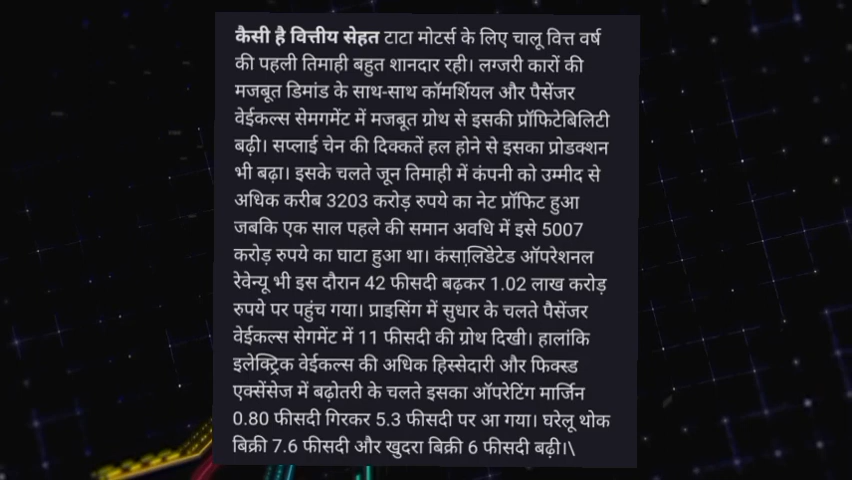 कैसी है वित्तीय सेहत टाटा मोटर्स के लिए चालू वित्त वर्ष
की पहली तिमाही बहुत शानदार रही। लग्जरी कारों की
मजबूत डिमांड के साथ-साथ कॉमर्शियल और पैसेंजर
वेईकल्स सेमगमेंट में मजबूत ग्रोथ से इसकी प्रॉफिटेबिलिटी
बढ़ी। सप्लाई चेन की दिक्कतें हल होने से इसका प्रोडक्शन
भी बढ़ा। इसके चलते जून तिमाही में कंपनी को उम्मीद से
अधिक करीब 3203 करोड़ रुपये का नेट प्रॉफिट हुआ
जबकि एक साल पहले की समान अवधि में इसे 5007
करोड़ रुपये का घाटा हुआ था। कंसालि़डेटेड ऑपरेशनल
रेवेन्यू भी इस दौरान 42 फीसदी बढ़कर 1.02 लाख करोड़
रुपये पर पहुंच गया। प्राइसिंग में सुधार के चलते पैसेंजर
वेईकल्स सेगमेंट में 11 फीसदी की ग्रोथ दिखी। हालांकि
इलेक्ट्रिक वेईकल्स की अधिक हिस्सेदारी और फिक्स्ड
एक्सेंसेज में बढ़ोतरी के चलते इसका ऑपरेटिंग मार्जिन
0.80 फीसदी गिरकर 5.3 फीसदी पर आ गया। घरेलू थोक
बिक्री 7.6 फीसदी और खुदरा बिक्री 6 फीसदी बढ़ी।\